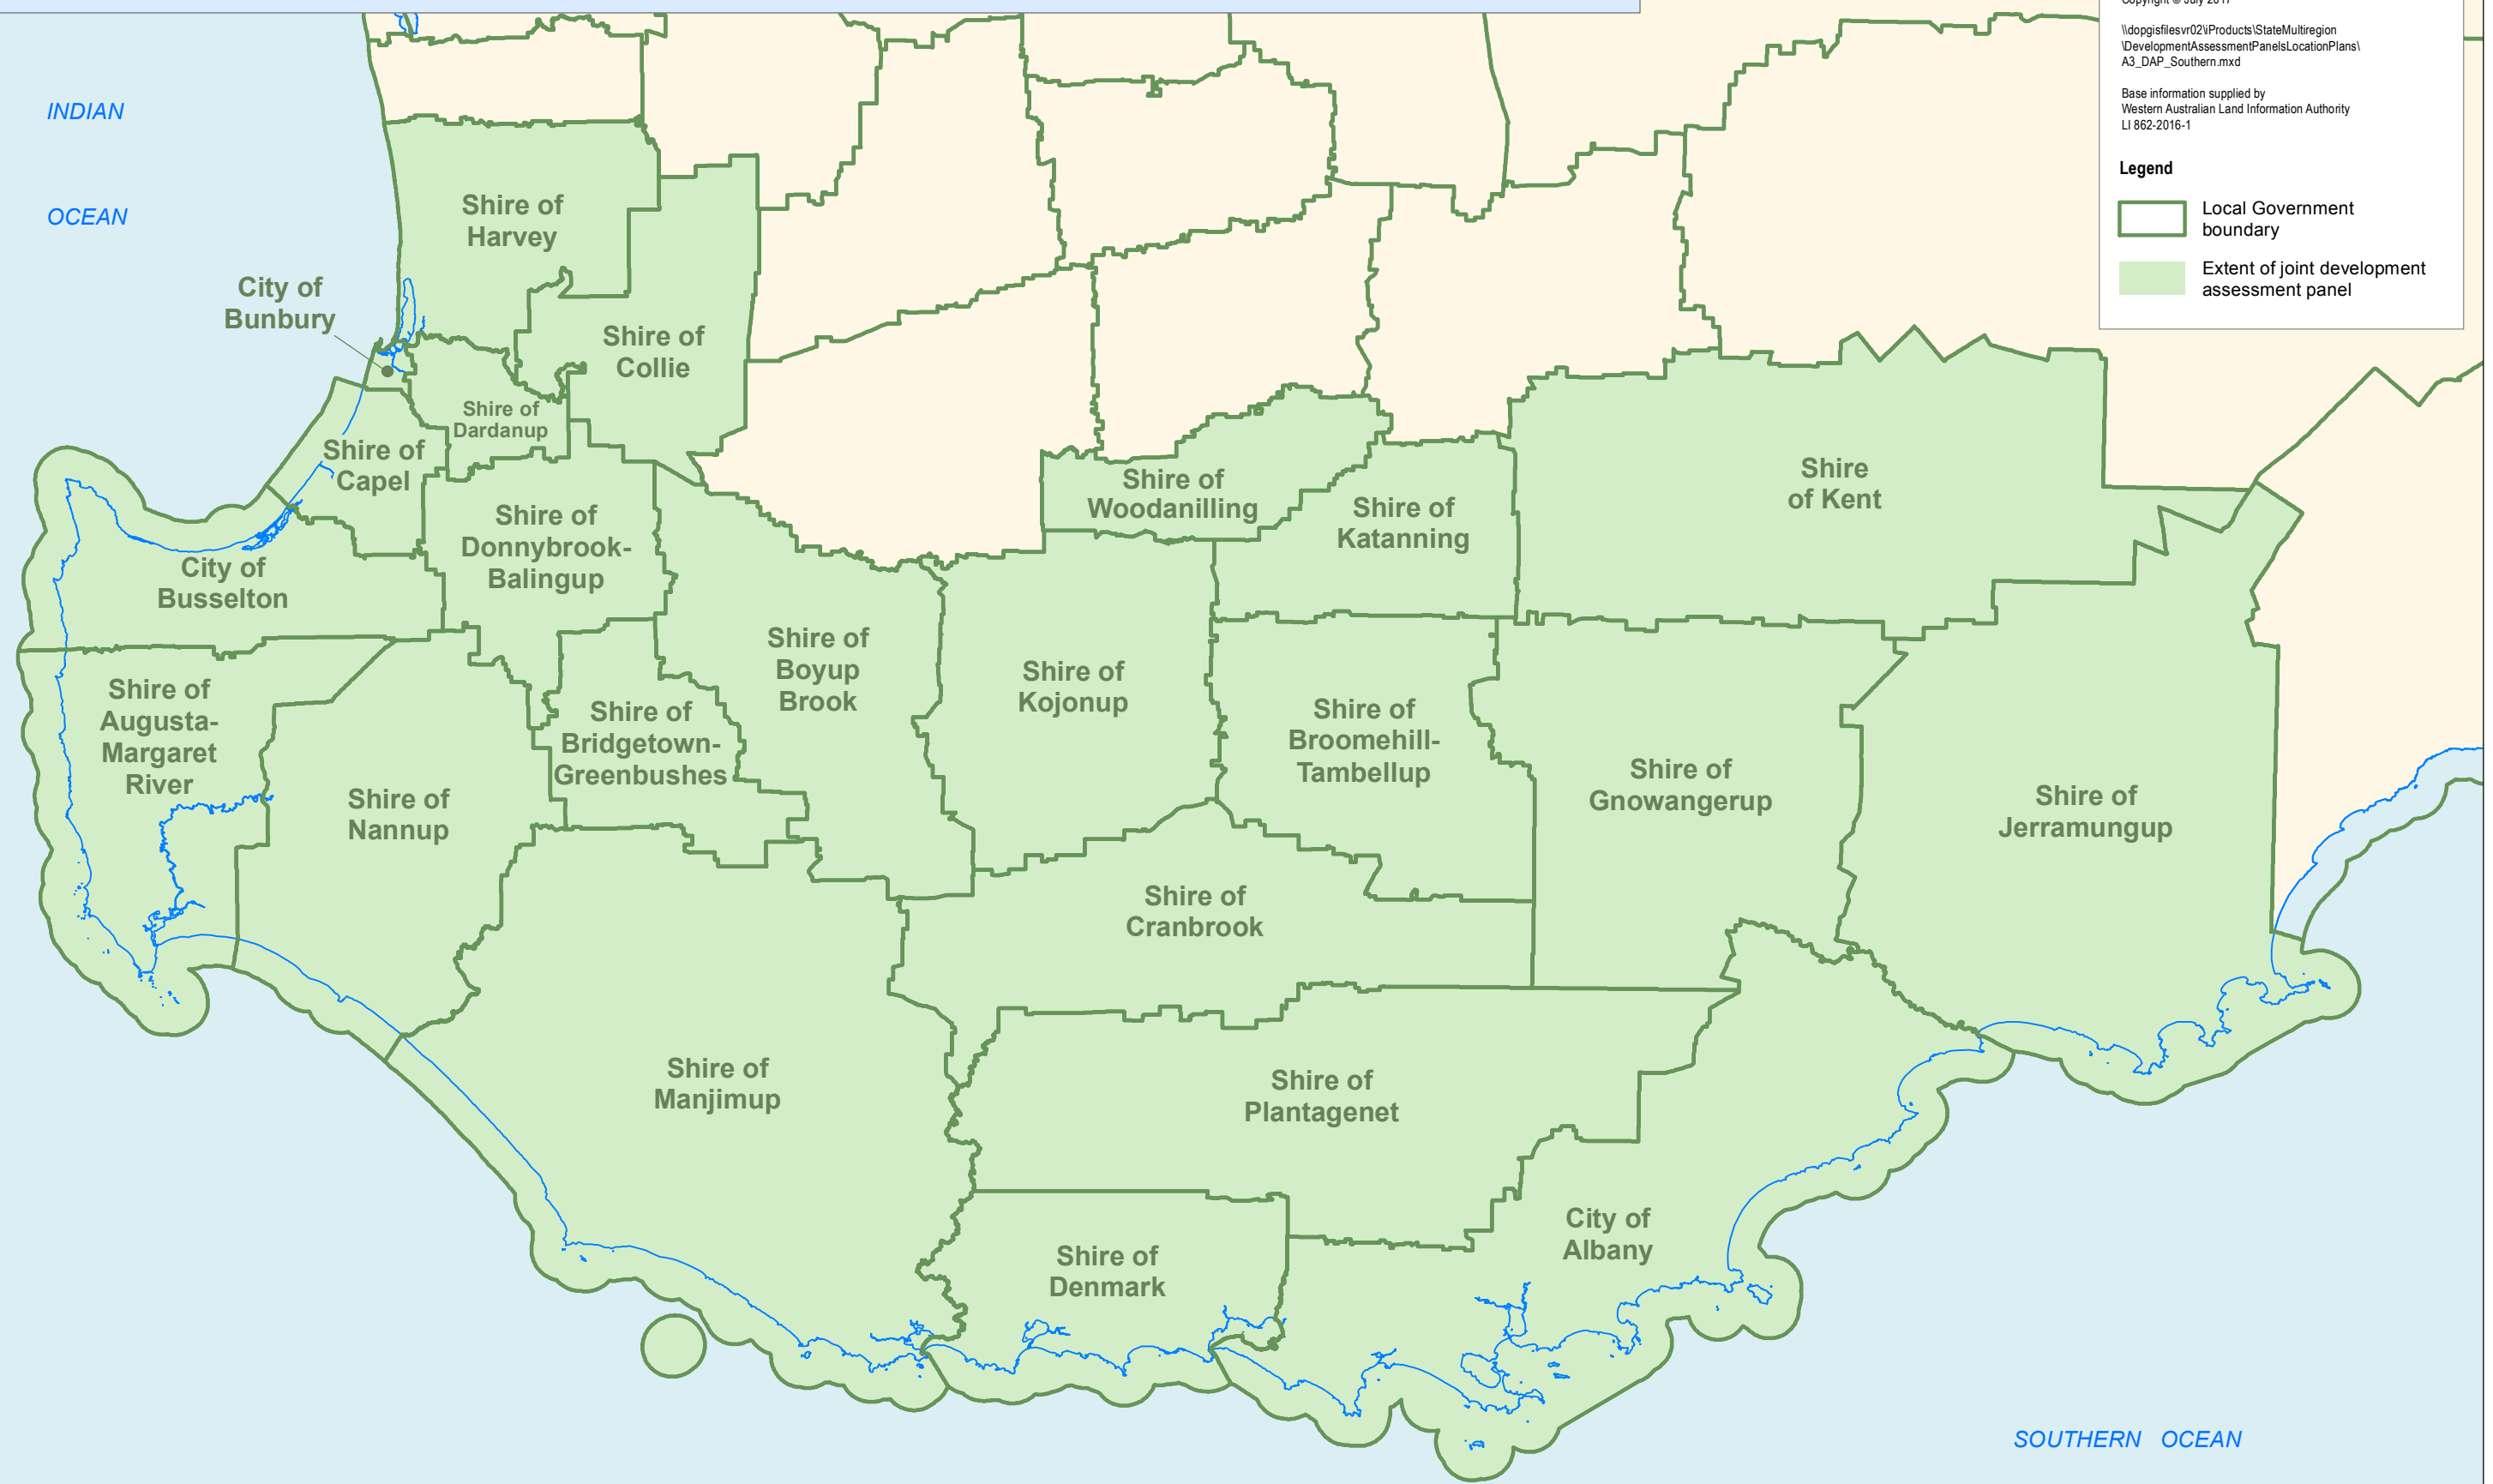 Copyright © July 2017
\\dopgisfilesvr02\iProducts\StateMultiregion
\DevelopmentAssessmentPanelsLocationPlans\
A3_DAP_Southern.mxd
Base information supplied by
Western Australian Land Information Authority
LI 862-2016-1
Legend
Local Government
boundary
Extent of joint development
assessment panel
INDIAN
OCEAN
Shire of
Harvey
City of
Bunbury
Shire of
Collie
Shire of
Dardanup
Shire of
Capel
Shire of
Woodanilling
Shire of
Katanning
Shire
of Kent
Shire of
Donnybrook-
Balingup
City of
Busselton
Shire of
Boyup
Brook
Shire of
Kojonup
Shire of
Augusta-
Margaret
River
Shire of
Bridgetown-
Greenbushes
Shire of
Broomehill-
Tambellup
Shire of
Nannup
Shire of
Gnowangerup
Shire of
Jerramungup
Shire of
Cranbrook
Shire of
Manjimup
Shire of
Plantagenet
City of
Albany
Shire of
Denmark
SOUTHERN OCEAN